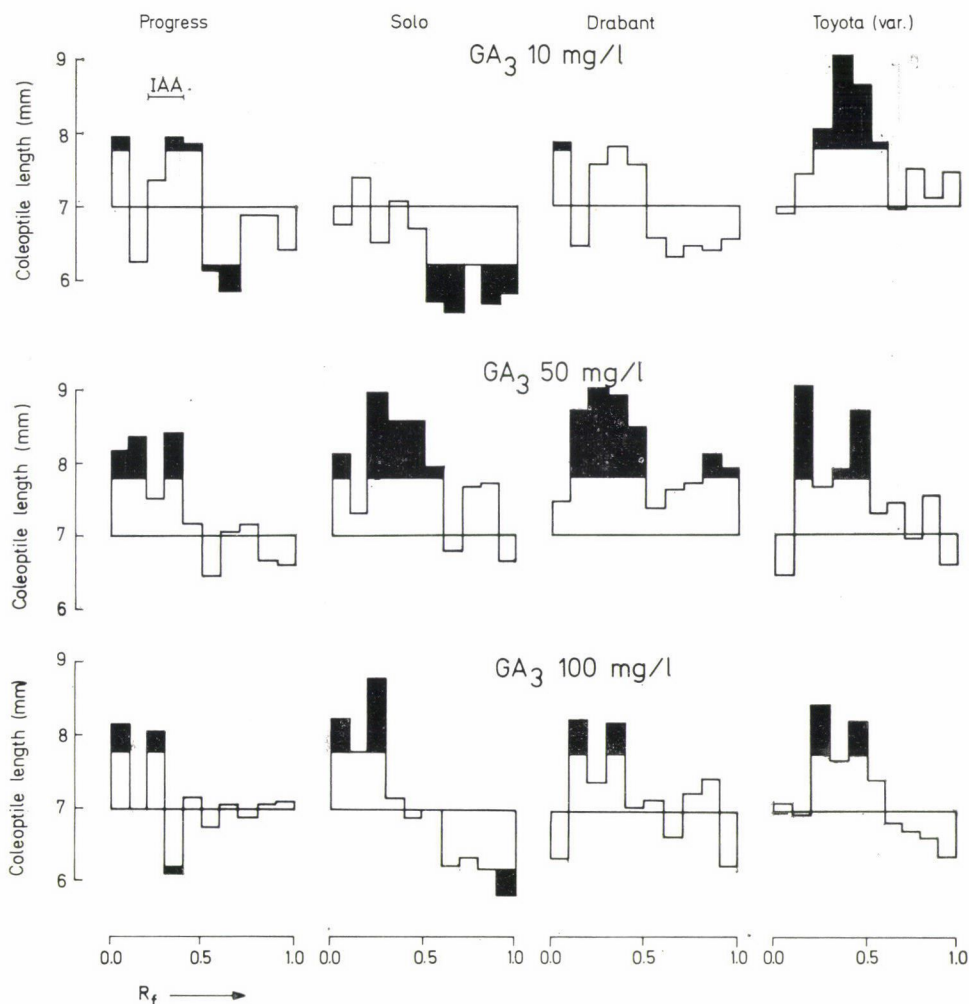 Progress Solo Drabant Toyota (var.)
GA3 10 mg/l
Coleoptile length (mm)
9
8
7
6
IAA
GA3 50 mg/l
Coleoptile length (mm)
9
8
7
6
GA3 100 mg/l
Coleoptile length (mm)
9
8
7
6
0.0 0.5 1.0 0.0 0.5 1.0 0.0 0.5 1.0 0.0 0.5 1.0
Rf